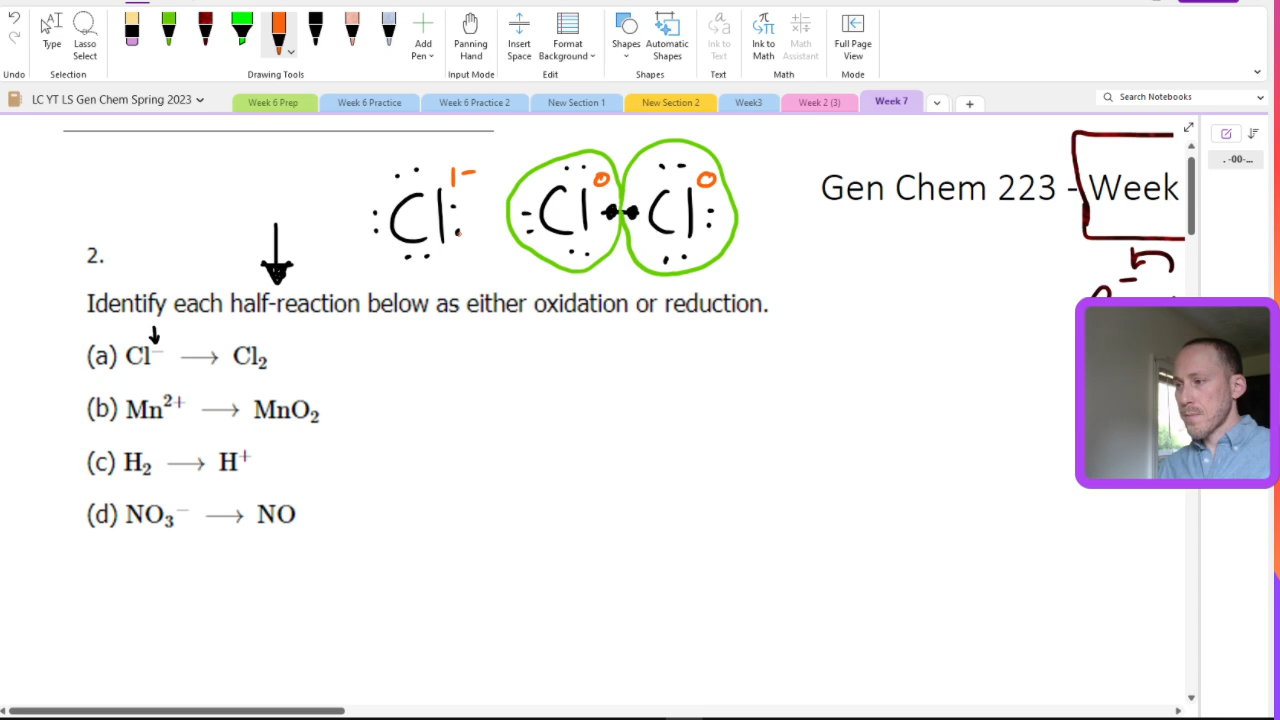 Undo
Type
Lasso Select
Selection
Drawing Tools
Add Pen
Panning Hand
Input Mode
Insert Space
Format Background
Edit
Shapes
Automatic Shapes
Shapes
Ink to Text
Text
Ink to Math
Math Assistant
Math
Full Page View
Mode
LC YT LS Gen Chem Spring 2023
Week 6 Prep
Week 6 Practice
Week 6 Practice 2
New Section 1
New Section 2
Week3
Week 2 (3)
Week 7
Search Notebooks
. -00-...
Cl 1-
Cl 0
Cl 0
Gen Chem 223 - Week
2.
Identify each half-reaction below as either oxidation or reduction.
(a) Cl⁻ ⟶ Cl₂
(b) Mn²⁺ ⟶ MnO₂
(c) H₂ ⟶ H⁺
(d) NO₃⁻ ⟶ NO